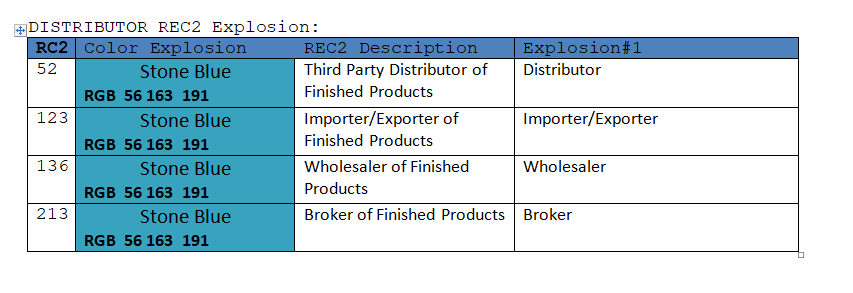 DISTRIBUTOR REC2 Explosion:
RC2 Color Explosion REC2 Description Explosion#1
52 Stone Blue Third Party Distributor of Distributor
RGB 56 163 191 Finished Products
123 Stone Blue Importer/Exporter of Importer/Exporter
RGB 56 163 191 Finished Products
136 Stone Blue Wholesaler of Finished Wholesaler
RGB 56 163 191 Products
213 Stone Blue Broker of Finished Products Broker
RGB 56 163 191